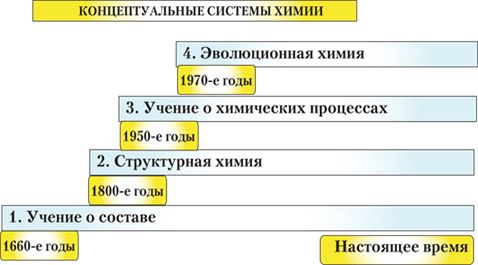 КОНЦЕПТУАЛЬНЫЕ СИСТЕМЫ ХИМИИ
4. Эволюционная химия
1970-е годы
3. Учение о химических процессах
1950-е годы
2. Структурная химия
1800-е годы
1. Учение о составе
1660-е годы
Настоящее время